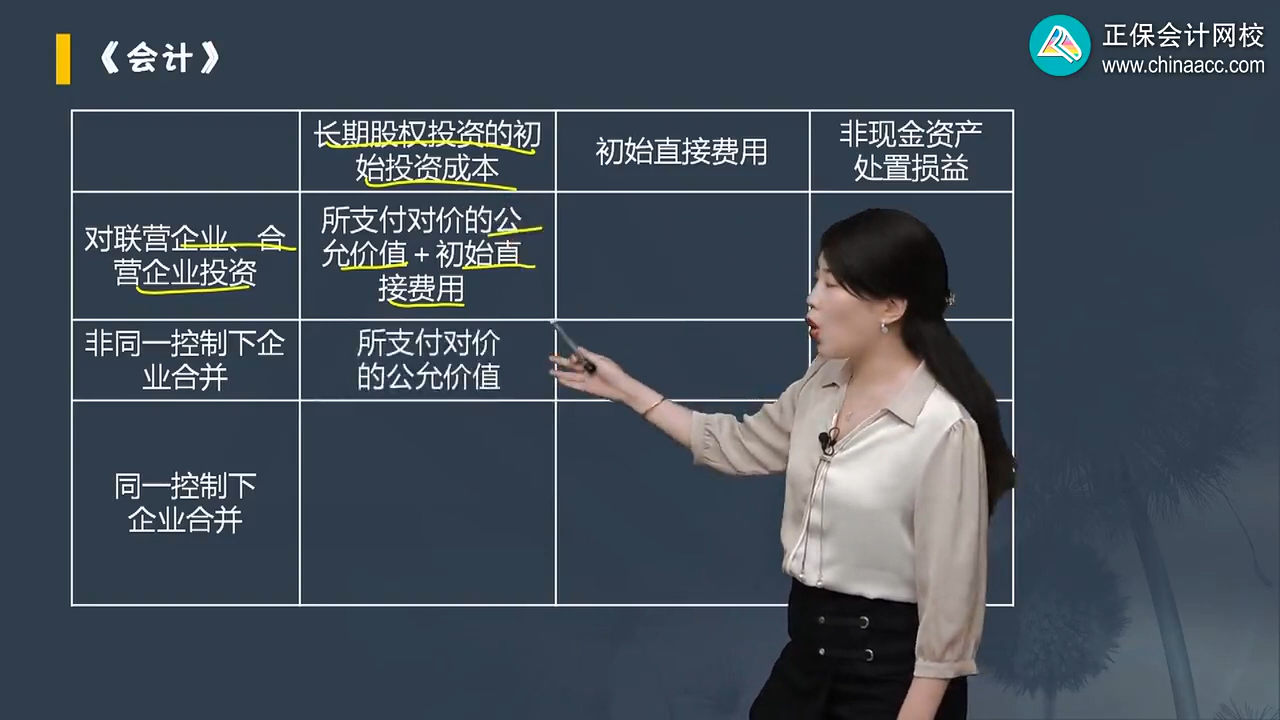 《会计》
正保会计网校
www.chinaacc.com
长期股权投资的初
始投资成本
初始直接费用
非现金资产
处置损益
对联营企业、合
营企业投资
所支付对价的公
允价值+初始直
接费用
非同一控制下企
业合并
所支付对价
的公允价值
同一控制下
企业合并